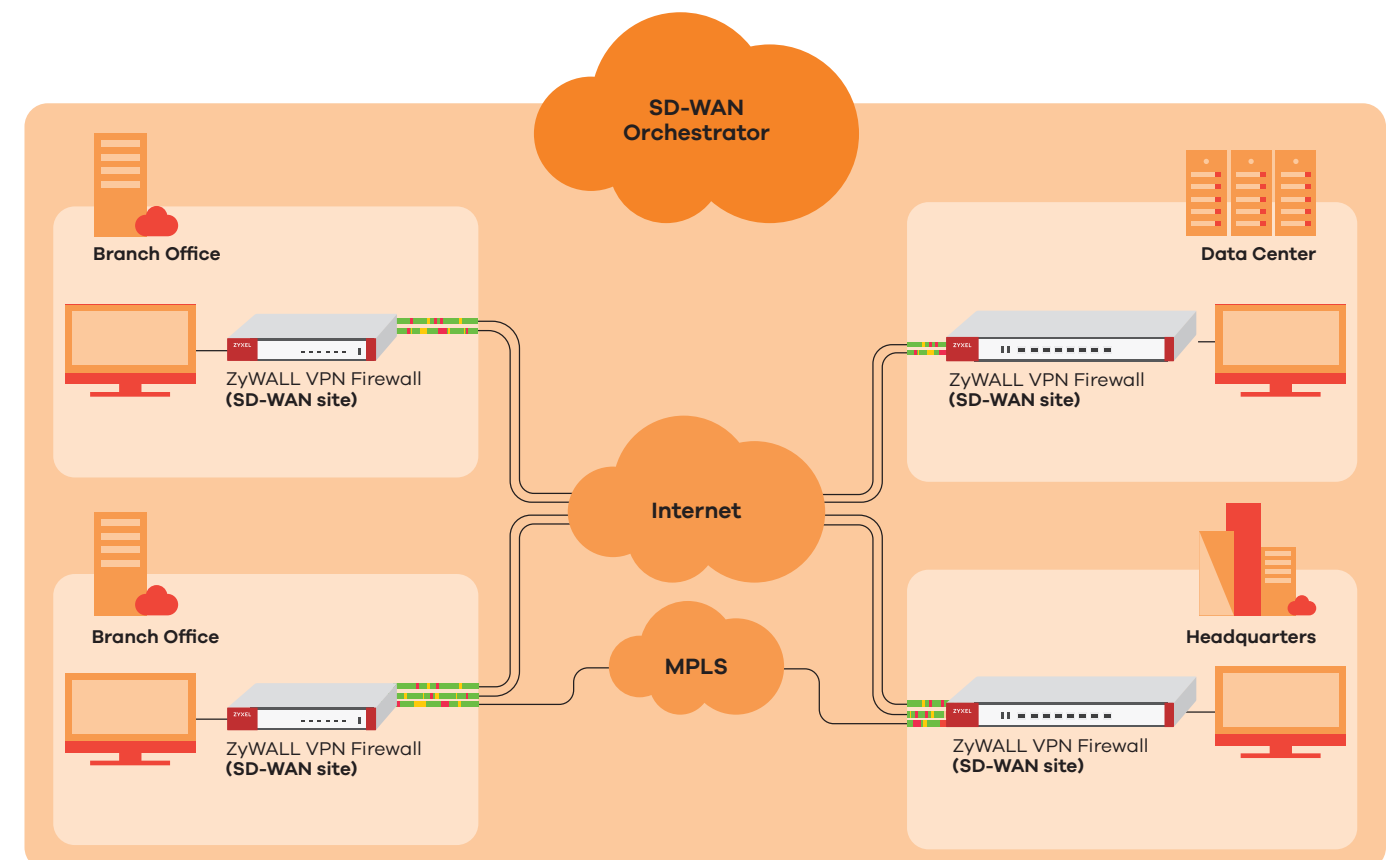 SD-WAN
Orchestrator
Branch Office
ZYXEL
ZyWALL VPN Firewall
(SD-WAN site)
Data Center
ZYXEL
ZyWALL VPN Firewall
(SD-WAN site)
Internet
Branch Office
ZYXEL
ZyWALL VPN Firewall
(SD-WAN site)
MPLS
Headquarters
ZYXEL
ZyWALL VPN Firewall
(SD-WAN site)